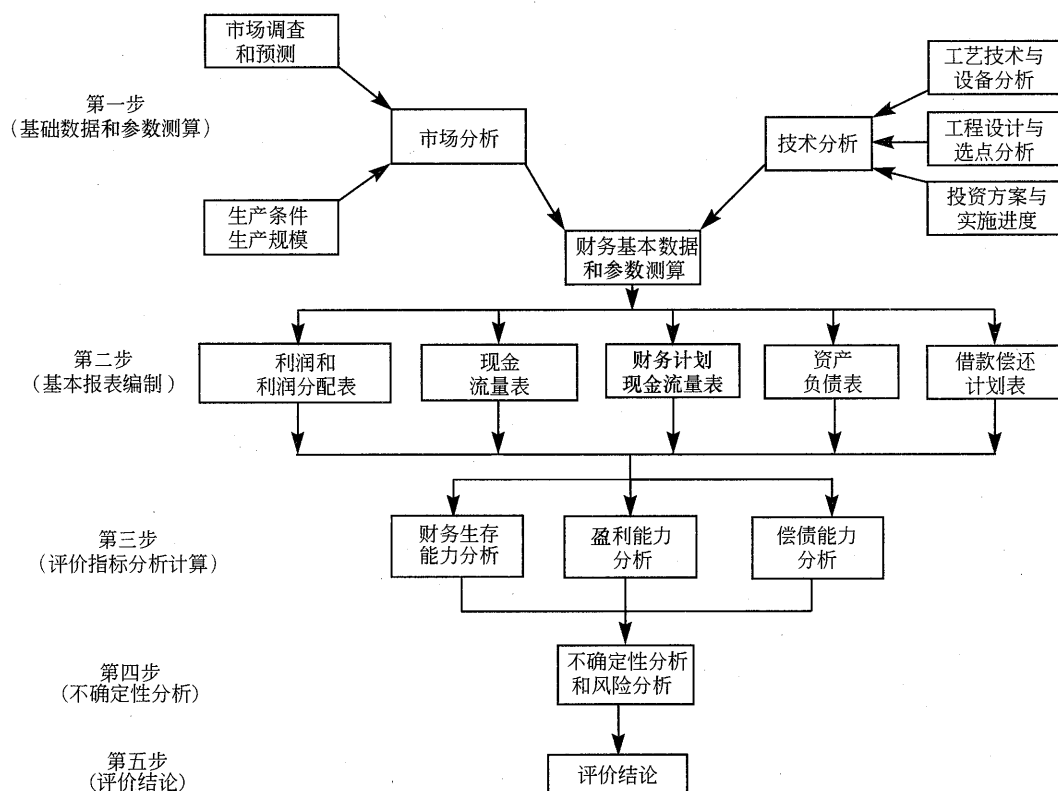 市场调查
和预测
工艺技术与
设备分析
第一步
（基础数据和参数测算）
市场分析
技术分析
工程设计与
选点分析
生产条件
生产规模
投资方案与
实施进度
财务基本数据
和参数测算
第二步
（基本报表编制）
利润和
利润分配表
现金
流量表
财务计划
现金流量表
资产
负债表
借款偿还
计划表
第三步
（评价指标分析计算）
财务生存
能力分析
盈利能力
分析
偿债能力
分析
第四步
（不确定性分析）
不确定性分析
和风险分析
第五步
（评价结论）
评价结论